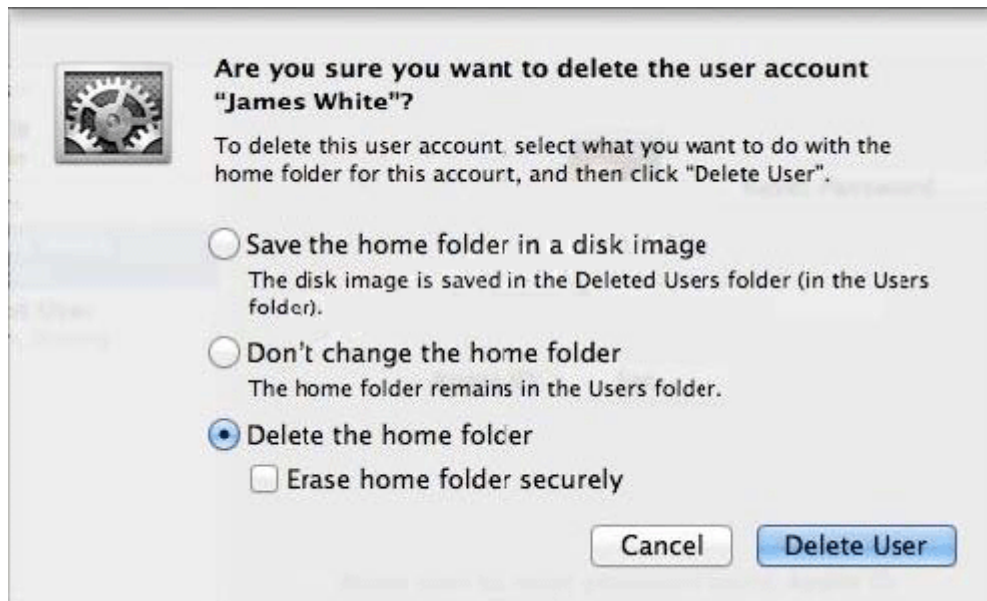 Are you sure you want to delete the user account
“James White"?
To delete this user account, select what you want to do with the
home folder for this account, and then click “Delete User".
Save the home folder in a disk image
The disk image is saved in the Deleted Users folder (in the Users
folder).
Don't change the home folder
The home folder remains in the Users folder.
Delete the home folder
Erase home folder securely
Cancel
Delete User